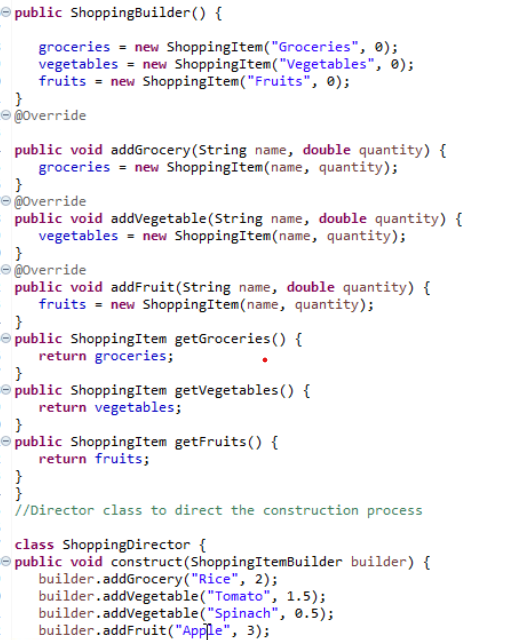 public ShoppingBuilder() {
groceries = new ShoppingItem("Groceries", 0);
vegetables = new ShoppingItem("Vegetables", 0);
fruits = new ShoppingItem("Fruits", 0);
}
@Override
public void addGrocery(String name, double quantity) {
groceries = new ShoppingItem(name, quantity);
}
@Override
public void addVegetable(String name, double quantity) {
vegetables = new ShoppingItem(name, quantity);
}
@Override
public void addFruit(String name, double quantity) {
fruits = new ShoppingItem(name, quantity);
}
public ShoppingItem getGroceries() {
return groceries;
}
public ShoppingItem getVegetables() {
return vegetables;
}
public ShoppingItem getFruits() {
return fruits;
}
}
//Director class to direct the construction process
class ShoppingDirector {
public void construct(ShoppingItemBuilder builder) {
builder.addGrocery("Rice", 2);
builder.addVegetable("Tomato", 1.5);
builder.addVegetable("Spinach", 0.5);
builder.addFruit("Apple", 3);